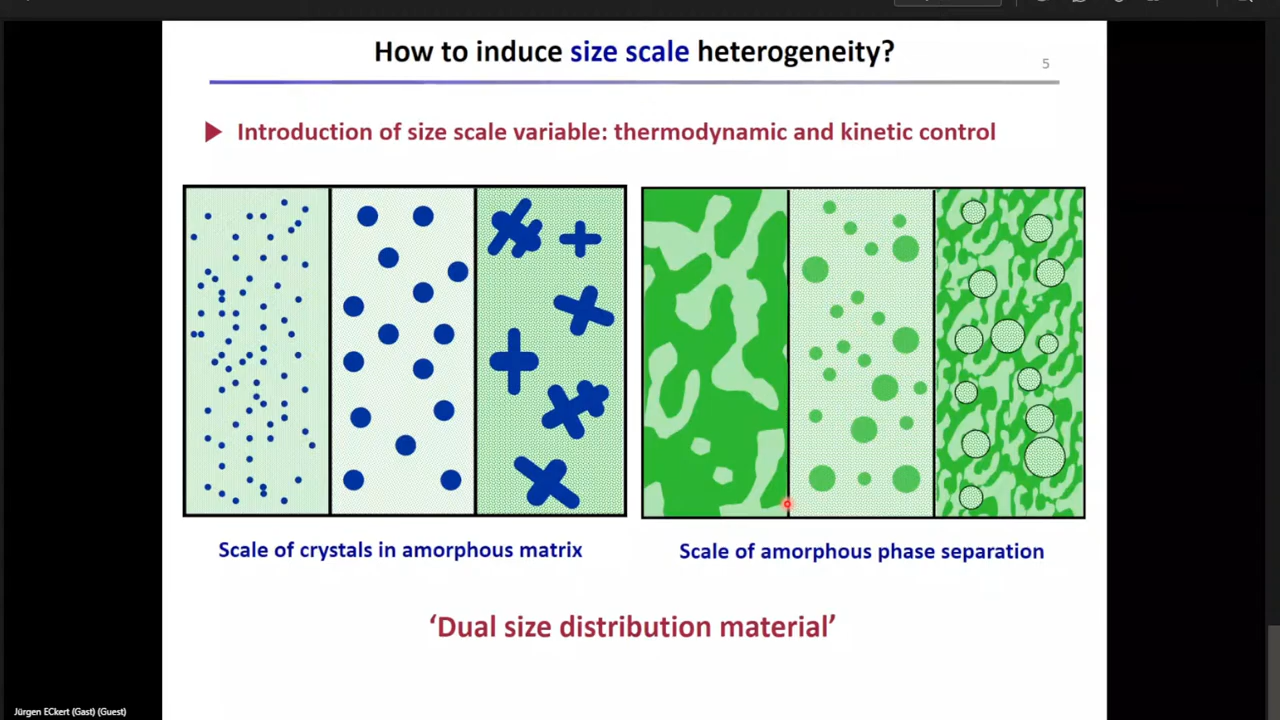 How to induce size scale heterogeneity?
5
Introduction of size scale variable: thermodynamic and kinetic control
Scale of crystals in amorphous matrix
Scale of amorphous phase separation
‘Dual size distribution material’
Jürgen ECkert (Gast) (Guest)